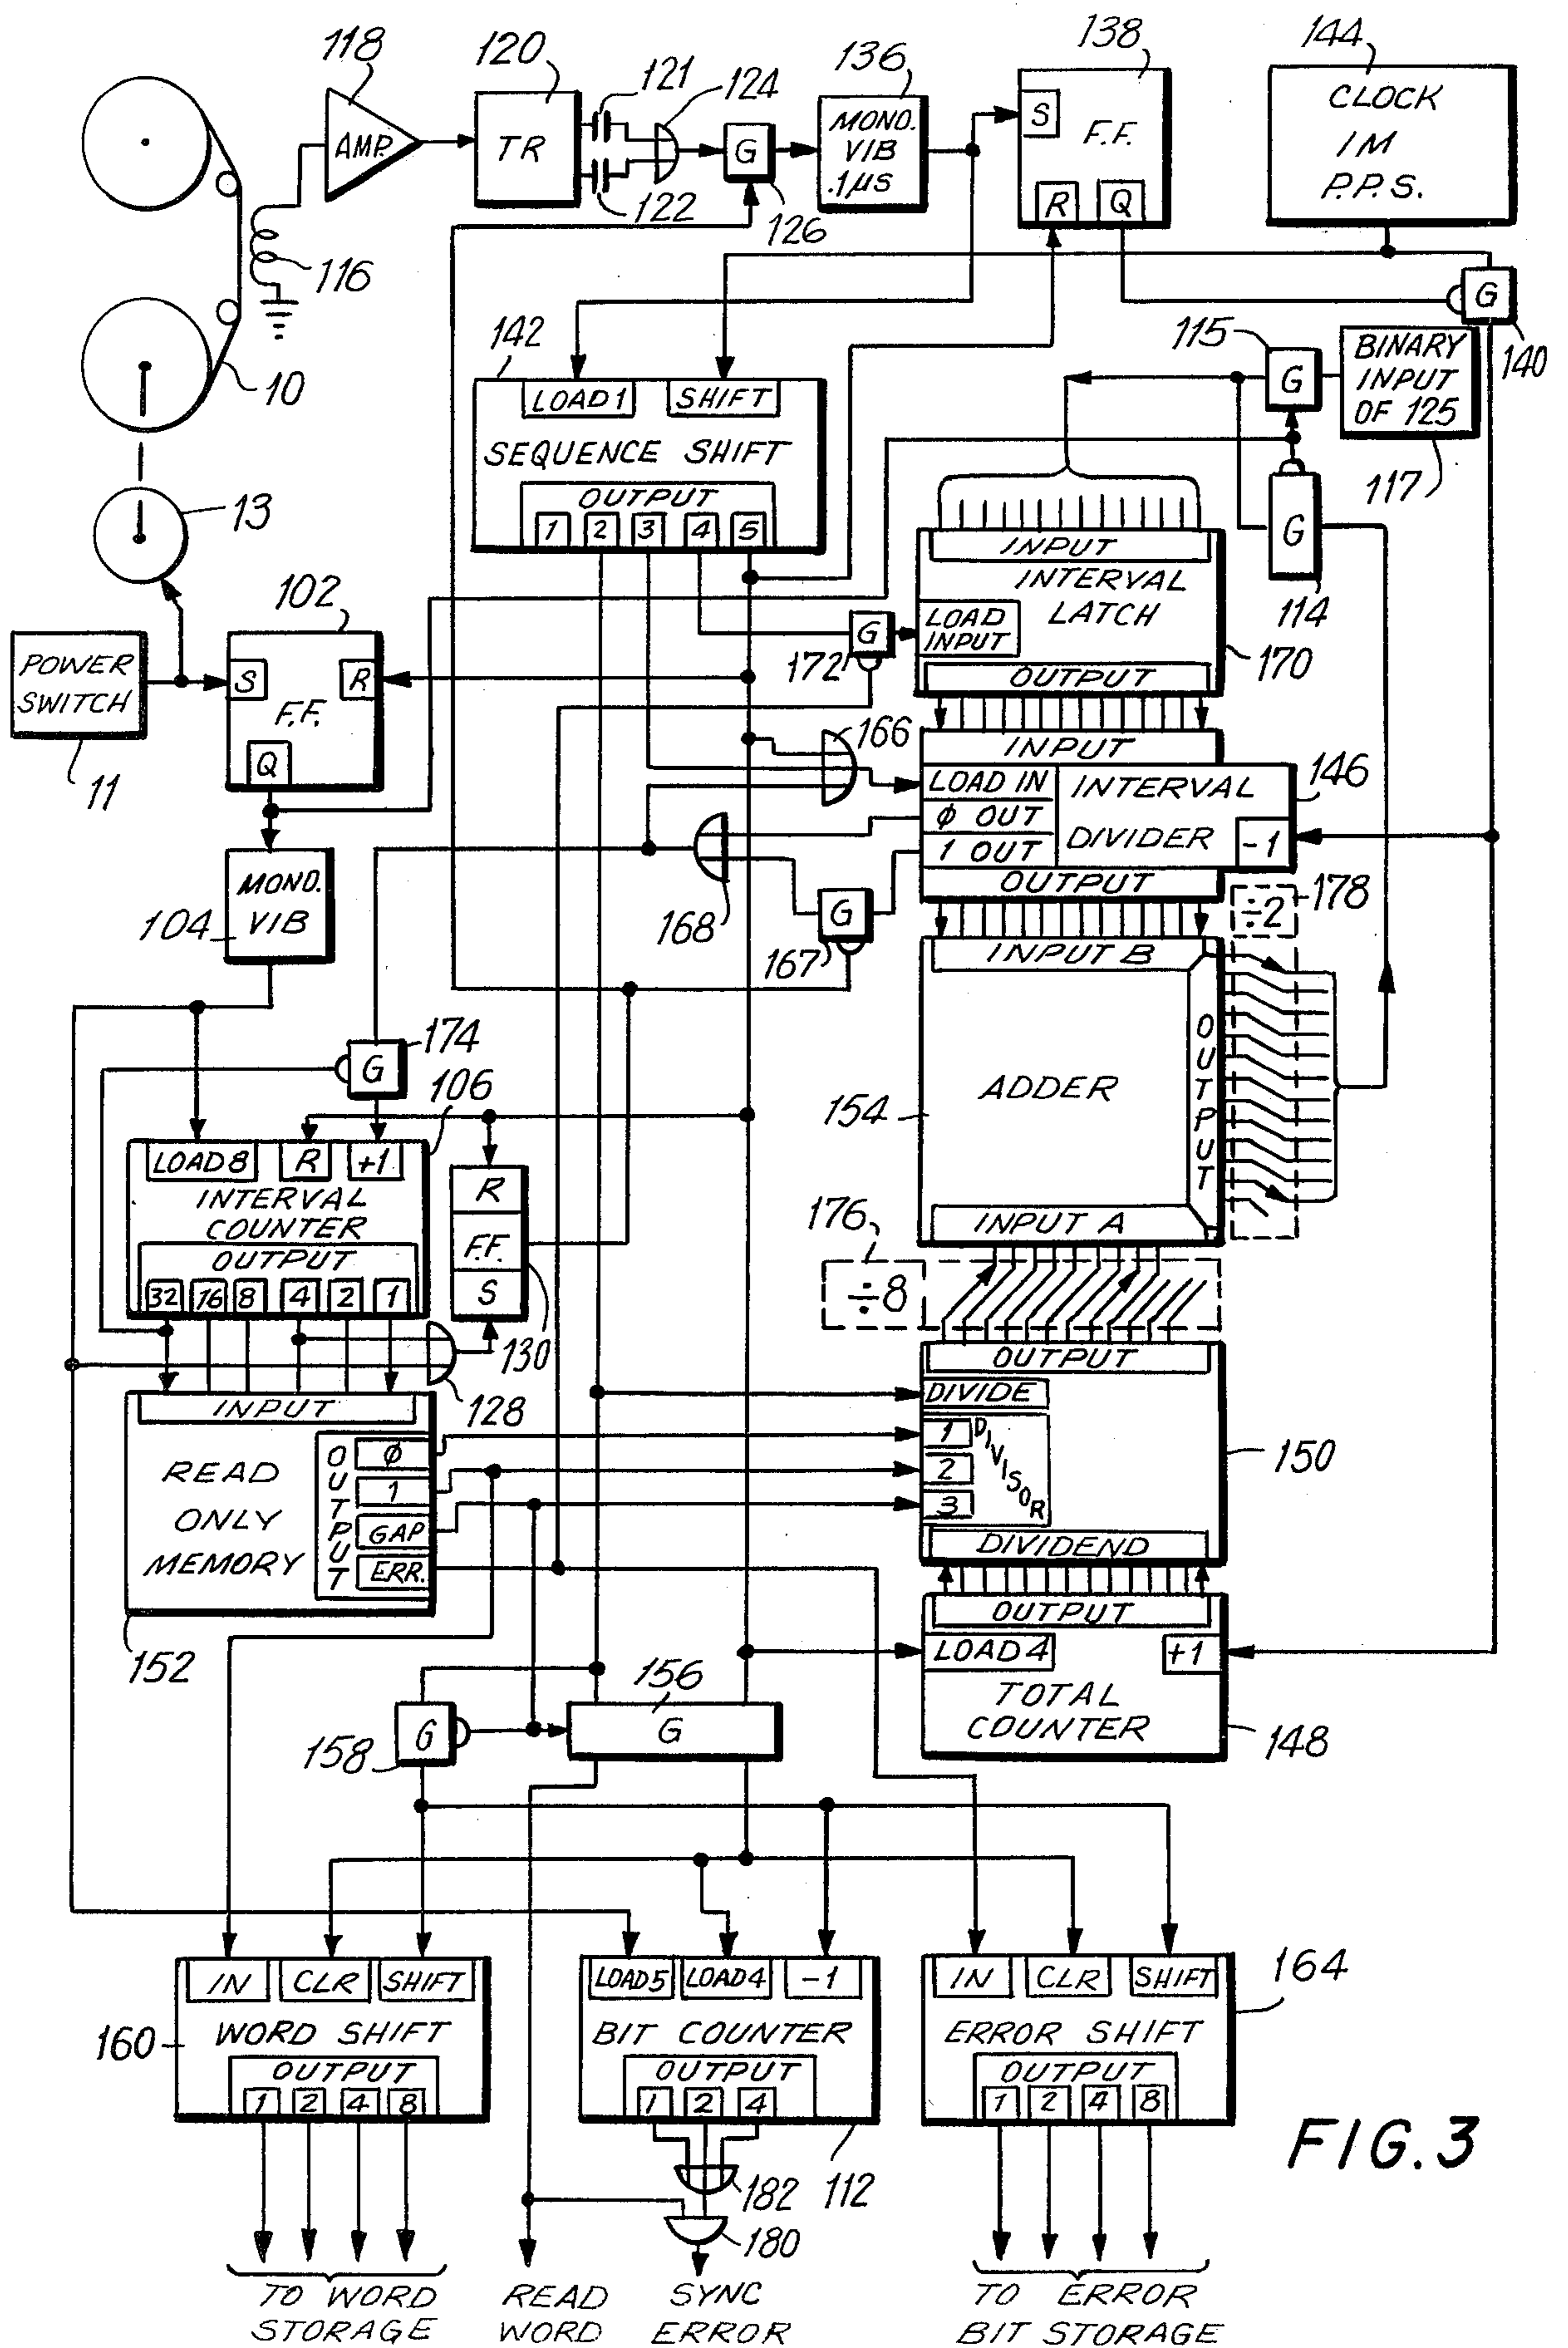 118
120
121
124
136
138
144
AMP.
TR
G
MONO.
VIB
.1µS
S
F.F.
R
Q
CLOCK
1M
P.P.S.
122
126
116
G
140
10
142
LOAD 1
SHIFT
SEQUENCE SHIFT
OUTPUT
1
2
3
4
5
115
G
BINARY
INPUT
OF 125
117
13
G
114
INPUT
INTERVAL
LATCH
LOAD
INPUT
OUTPUT
170
G
172
POWER
SWITCH
11
102
S
R
F.F.
Q
166
INPUT
LOAD IN
φ OUT
1 OUT
INTERVAL
DIVIDER
-1
OUTPUT
146
168
G
167
÷2
178
MONO.
VIB
104
G
174
106
LOAD 8
R
+1
INTERVAL
COUNTER
OUTPUT
32
16
8
4
2
1
R
F.F.
S
130
128
INPUT B
ADDER
OUTPUT
INPUT A
154
176
÷8
INPUT
READ
ONLY
MEMORY
OUTPUT
φ
1
GAP
ERR.
152
OUTPUT
DIVIDE
1
2
3
DIVISOR
DIVIDEND
150
OUTPUT
LOAD 4
+1
TOTAL
COUNTER
148
G
158
156
G
IN
CLR
SHIFT
WORD SHIFT
OUTPUT
1
2
4
8
160
LOAD5
LOAD4
-1
BIT COUNTER
OUTPUT
1
2
4
112
IN
CLR
SHIFT
ERROR SHIFT
OUTPUT
1
2
4
8
164
182
180
FIG. 3
TO WORD
STORAGE
READ
WORD
SYNC
ERROR
TO ERROR
BIT STORAGE